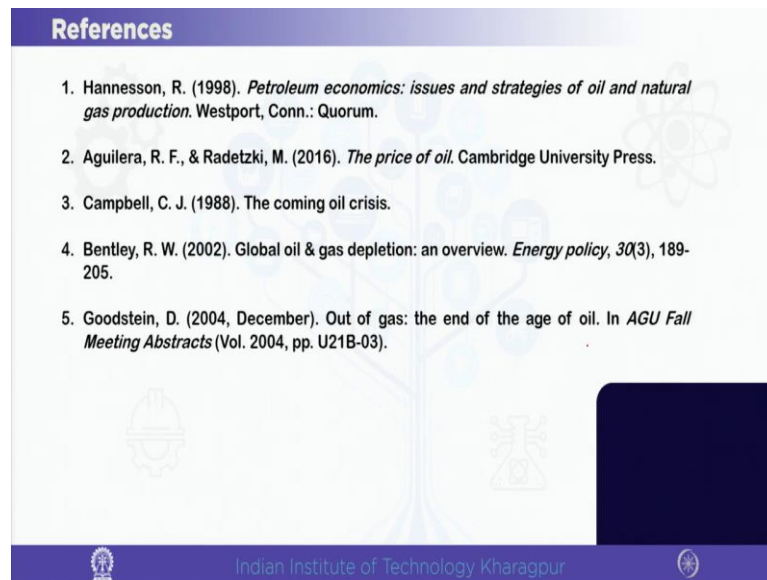 References
1. Hannesson, R. (1998). Petroleum economics: issues and strategies of oil and natural
gas production. Westport, Conn.: Quorum.
2. Aguilera, R. F., & Radetzki, M. (2016). The price of oil. Cambridge University Press.
3. Campbell, C. J. (1988). The coming oil crisis.
4. Bentley, R. W. (2002). Global oil & gas depletion: an overview. Energy policy, 30(3), 189-
205.
5. Goodstein, D. (2004, December). Out of gas: the end of the age of oil. In AGU Fall
Meeting Abstracts (Vol. 2004, pp. U21B-03).
Indian Institute of Technology Kharagpur